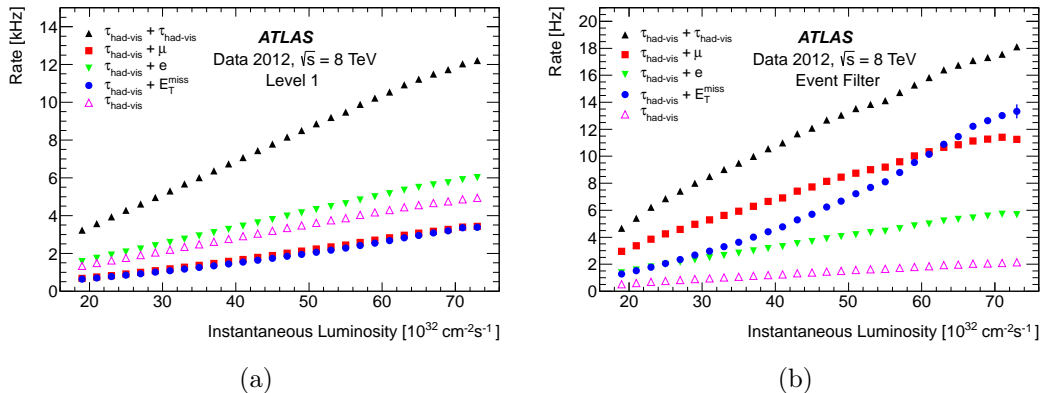 Rate [kHz]
14
12
10
8
6
4
2
0
τhad-vis + τhad-vis
τhad-vis + μ
τhad-vis + e
τhad-vis + E_T^miss
τhad-vis
ATLAS
Data 2012, √s = 8 TeV
Level 1
20 30 40 50 60 70
Instantaneous Luminosity [10^32 cm^-2s^-1]
(a)
Rate [Hz]
20
18
16
14
12
10
8
6
4
2
0
τhad-vis + τhad-vis
τhad-vis + μ
τhad-vis + e
τhad-vis + E_T^miss
τhad-vis
ATLAS
Data 2012, √s = 8 TeV
Event Filter
20 30 40 50 60 70
Instantaneous Luminosity [10^32 cm^-2s^-1]
(b)